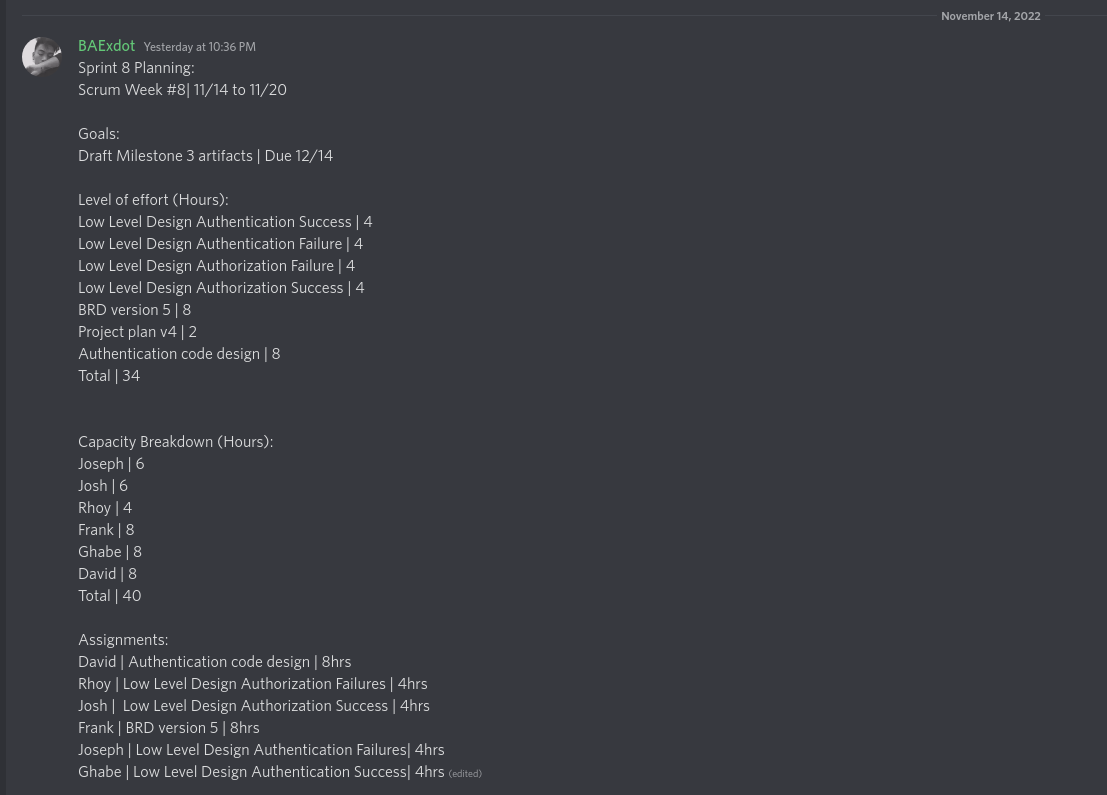 November 14, 2022
BAExdot Yesterday at 10:36 PM
Sprint 8 Planning:
Scrum Week #8| 11/14 to 11/20
Goals:
Draft Milestone 3 artifacts | Due 12/14
Level of effort (Hours):
Low Level Design Authentication Success | 4
Low Level Design Authentication Failure | 4
Low Level Design Authorization Failure | 4
Low Level Design Authorization Success | 4
BRD version 5 | 8
Project plan v4 | 2
Authentication code design | 8
Total | 34
Capacity Breakdown (Hours):
Joseph | 6
Josh | 6
Rhoy | 4
Frank | 8
Ghabe | 8
David | 8
Total | 40
Assignments:
David | Authentication code design | 8hrs
Rhoy | Low Level Design Authorization Failures | 4hrs
Josh |  Low Level Design Authorization Success | 4hrs
Frank | BRD version 5 | 8hrs
Joseph | Low Level Design Authentication Failures| 4hrs
Ghabe | Low Level Design Authentication Success| 4hrs (edited)